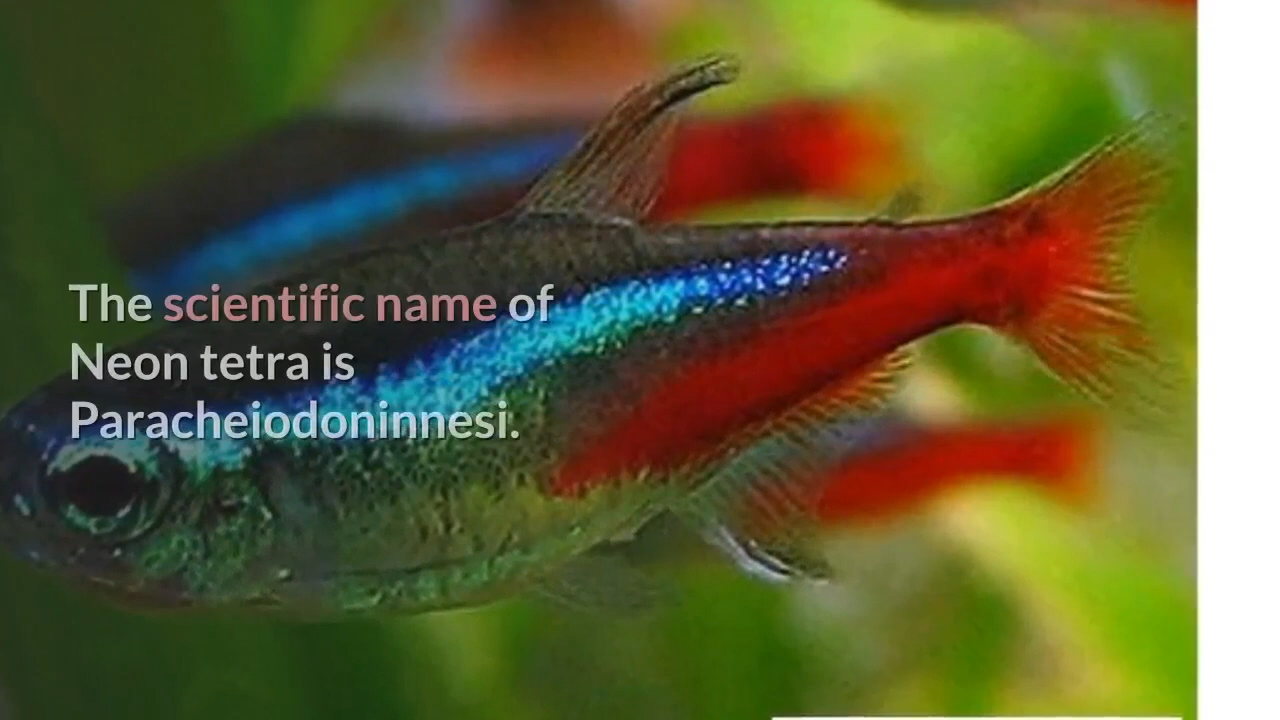 The scientific name of
Neon tetra is
Paracheiodoninnesi.